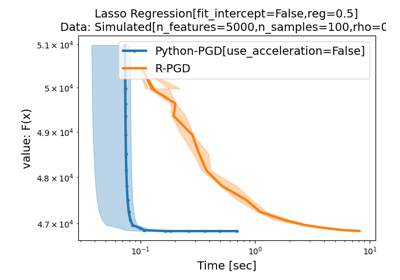 Lasso Regression[fit_intercept=False,reg=0.5]
Data: Simulated[n_features=5000,n_samples=100,rho=0
Python-PGD[use_acceleration=False]
R-PGD
value: F(x)
5.1 × 10⁴
5 × 10⁴
4.9 × 10⁴
4.8 × 10⁴
4.7 × 10⁴
10⁻¹
10⁰
10¹
Time [sec]